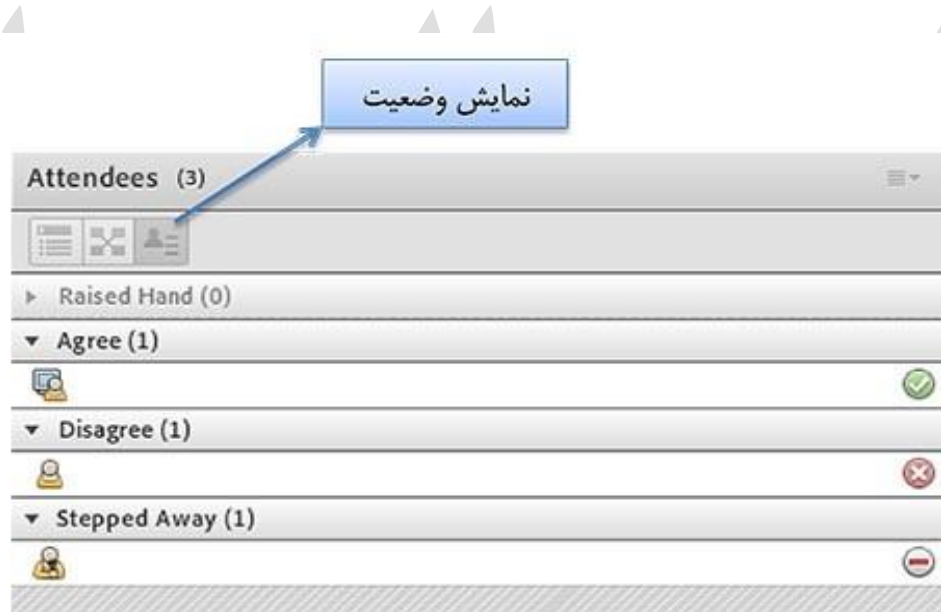 نمایش وضعیت
Attendees (3)
Raised Hand (0)
Agree (1)
Disagree (1)
Stepped Away (1)